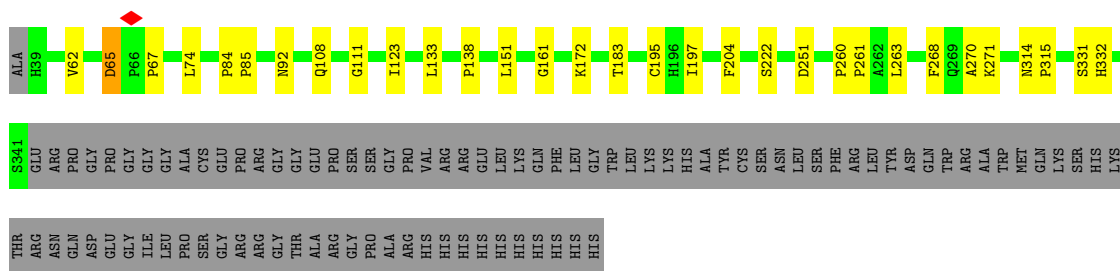 ALA H39 V62 D65 P66 P67 L74 P84 P85 N92 Q108 G111 I123 L133 P138 L151 G161 K172 T183 C195 H196 I197 F204 S222 D251 P260 P261 A262 L263 F268 Q269 A270 K271 N314 P315 S331 H332
S341 GLU ARG PRO GLY PRO GLY GLY GLY ALA CYS GLU PRO ARG GLY GLY GLU PRO SER SER GLY PRO VAL ARG ARG GLU LEU LYS GLN PHE LEU GLY TRP LEU LYS LYS HIS ALA TYR CYS SER ASN LEU SER PHE ARG LEU TYR ASP GLN TRP ARG ALA TRP MET GLN LYS SER HIS LYS
THR ARG ASN GLN ASP GLU GLY ILE LEU PRO SER GLY ARG ARG GLY THR ALA ARG GLY PRO ALA ARG HIS HIS HIS HIS HIS HIS HIS HIS